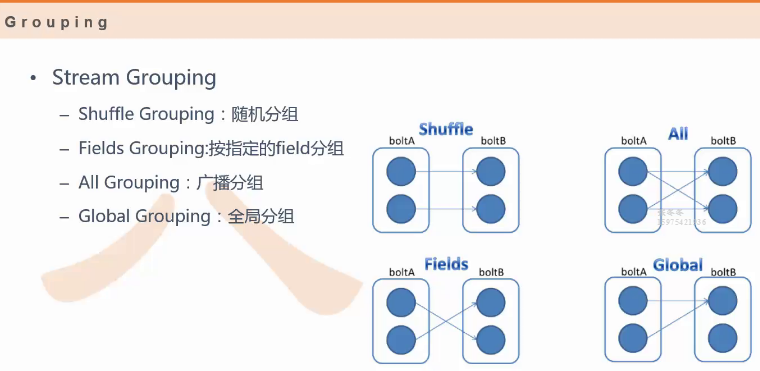 Grouping
• Stream Grouping
– Shuffle Grouping：随机分组
– Fields Grouping:按指定的field分组
– All Grouping：广播分组
– Global Grouping：全局分组
Shuffle
boltA boltB
All
boltA boltB
Fields
boltA boltB
Global
boltA boltB